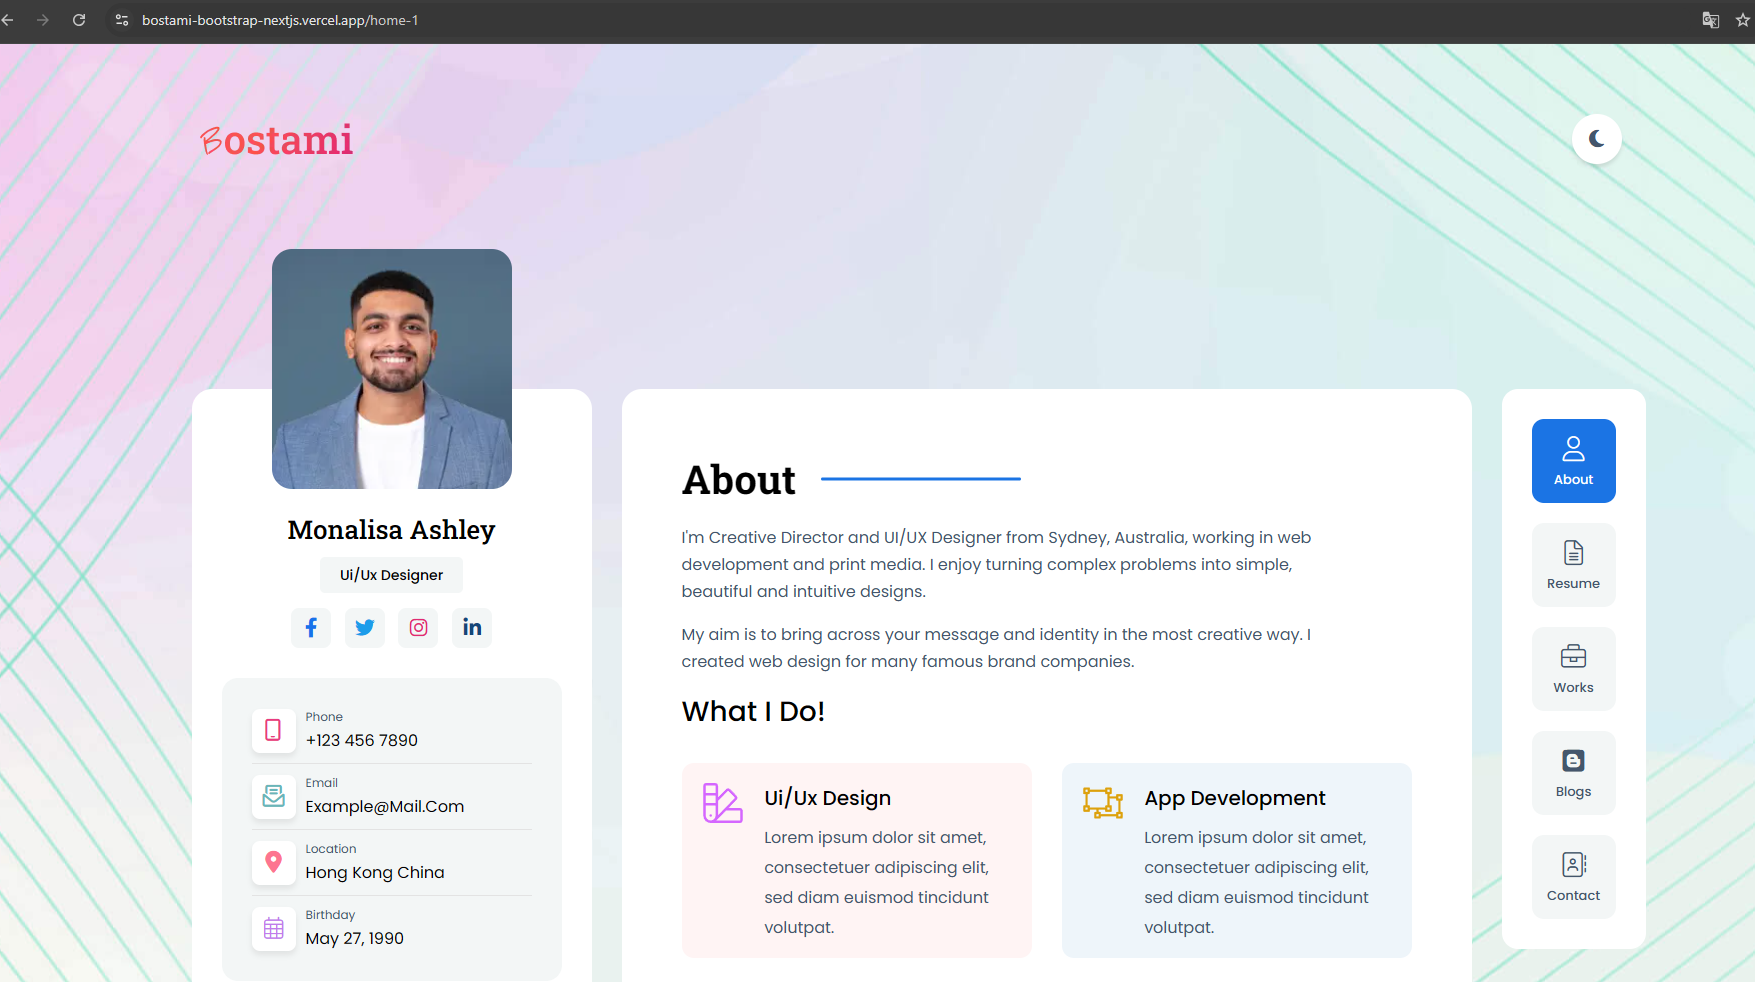 bostami-bootstrap-nextjs.vercel.app/home-1
Bostami
Monalisa Ashley
Ui/Ux Designer
Phone
+123 456 7890
Email
Example@Mail.Com
Location
Hong Kong China
Birthday
May 27, 1990
About
I'm Creative Director and UI/UX Designer from Sydney, Australia, working in web
development and print media. I enjoy turning complex problems into simple,
beautiful and intuitive designs.
My aim is to bring across your message and identity in the most creative way. I
created web design for many famous brand companies.
What I Do!
Ui/Ux Design
Lorem ipsum dolor sit amet,
consectetuer adipiscing elit,
sed diam euismod tincidunt
volutpat.
App Development
Lorem ipsum dolor sit amet,
consectetuer adipiscing elit,
sed diam euismod tincidunt
volutpat.
About
Resume
Works
Blogs
Contact